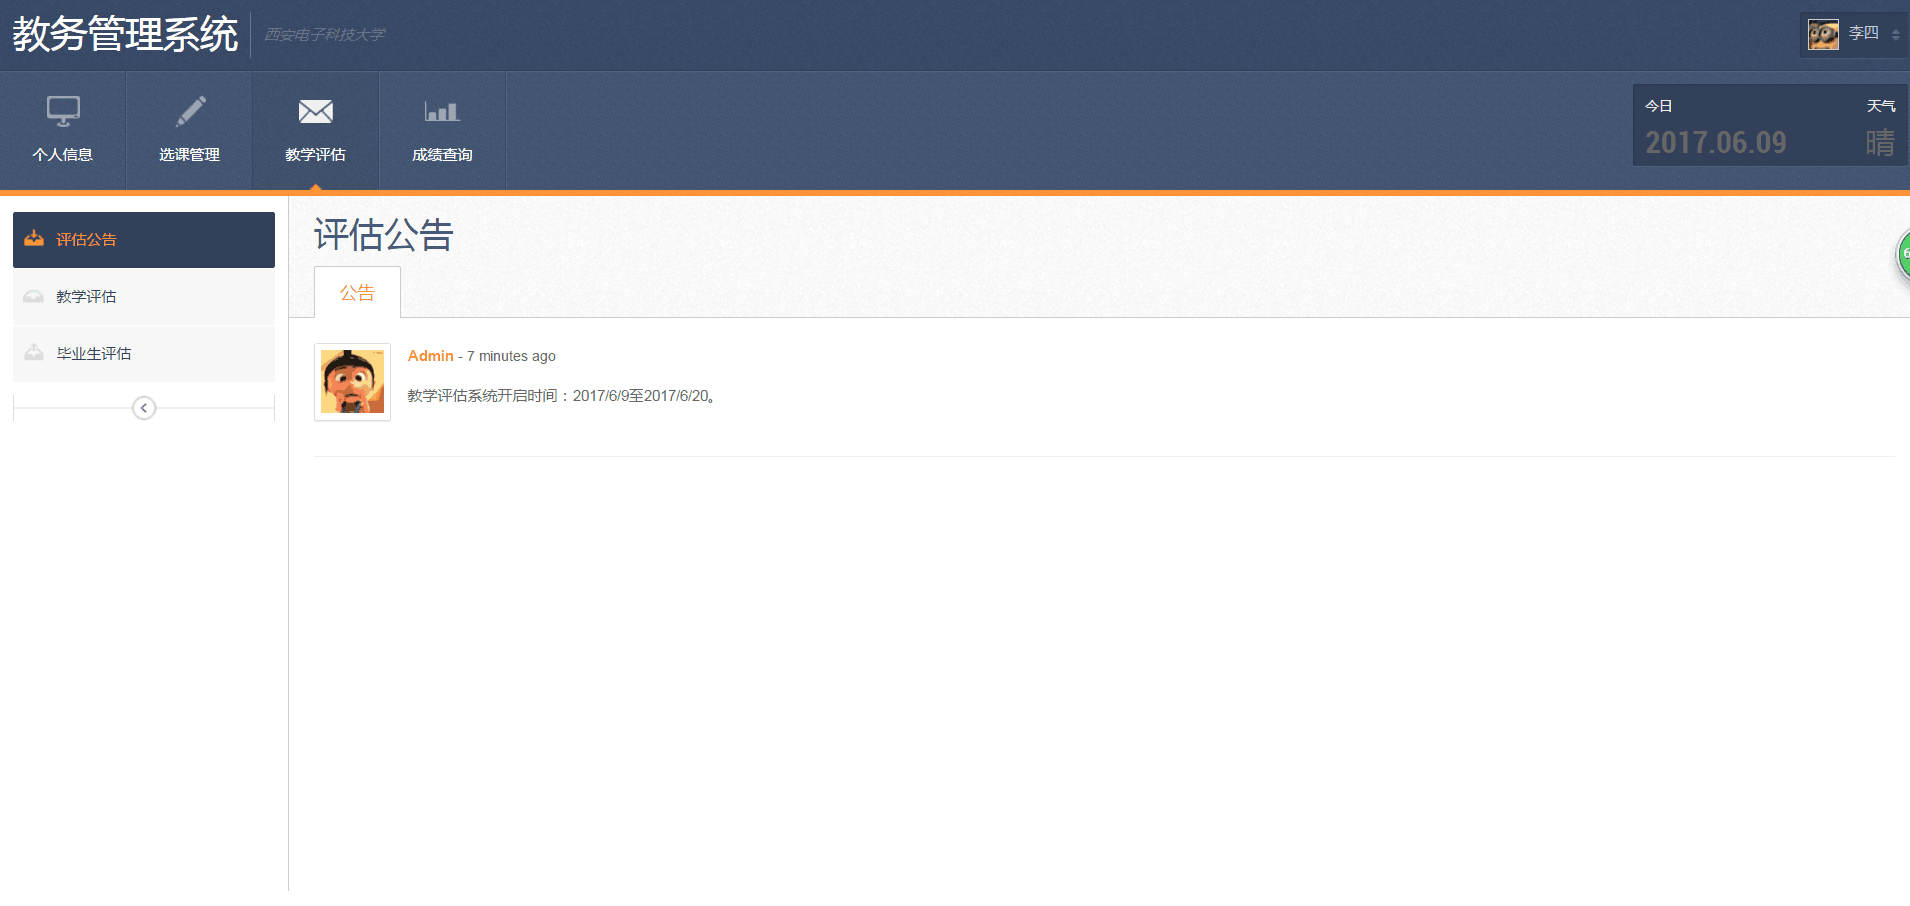 教务管理系统
西安电子科技大学
李四
个人信息
选课管理
教学评估
成绩查询
今日
天气
2017.06.09
晴
评估公告
教学评估
毕业生评估
评估公告
公告
Admin - 7 minutes ago
教学评估系统开启时间：2017/6/9至2017/6/20。